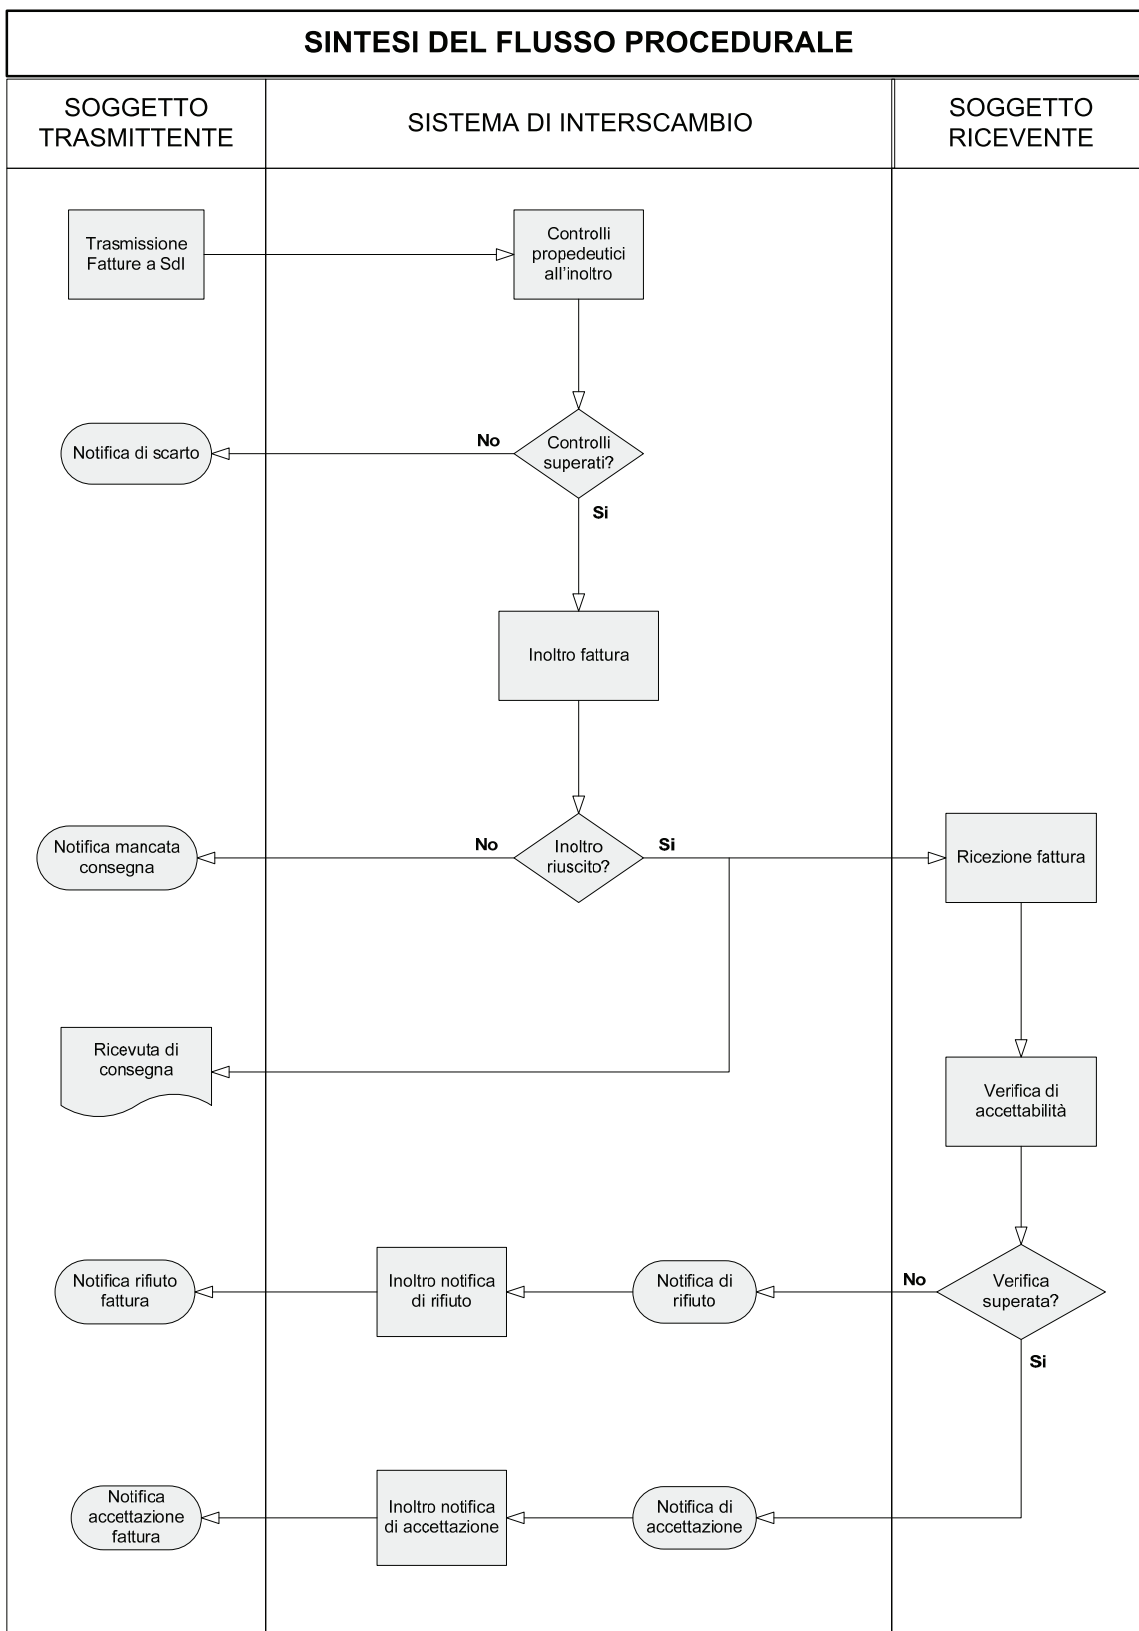 SINTESI DEL FLUSSO PROCEDURALE
SOGGETTO
TRASMITTENTE
SISTEMA DI INTERSCAMBIO
SOGGETTO
RICEVENTE
Trasmissione
Fatture a SdI
Controlli
propedeutici
all'inoltro
Notifica di scarto
No
Controlli
superati?
Si
Inoltro fattura
Notifica mancata
consegna
No
Inoltro
riuscito?
Si
Ricezione fattura
Ricevuta di
consegna
Verifica di
accettabilità
Notifica rifiuto
fattura
Inoltro notifica
di rifiuto
Notifica di
rifiuto
No
Verifica
superata?
Si
Notifica
accettazione
fattura
Inoltro notifica
di accettazione
Notifica di
accettazione